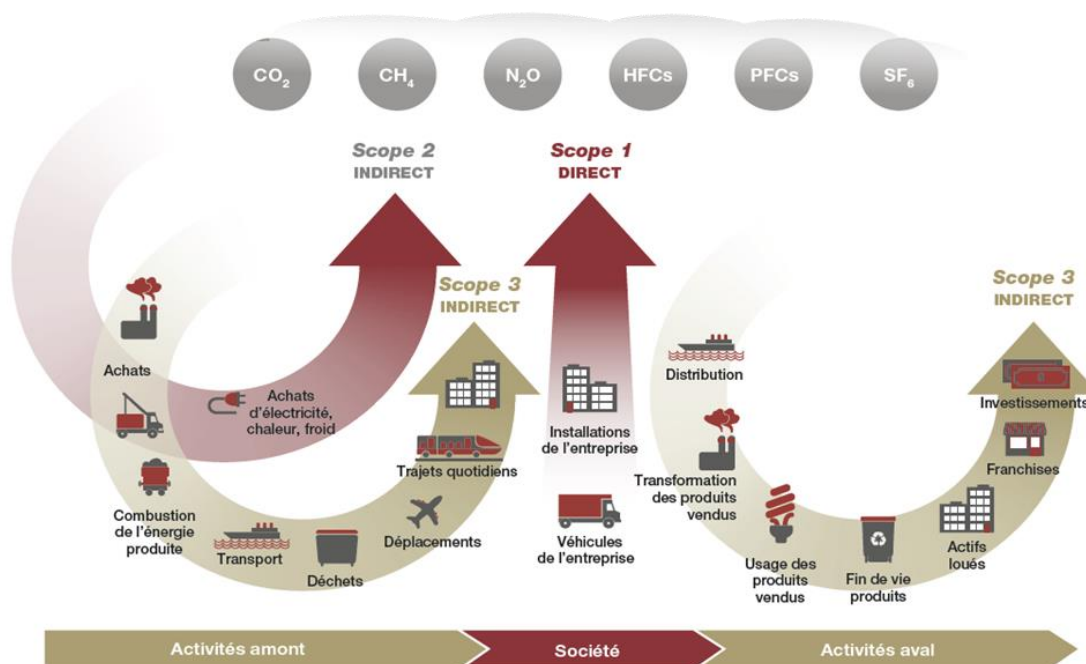 CO₂
CH₄
N₂O
HFCs
PFCs
SF₆
Scope 2
INDIRECT
Scope 1
DIRECT
Scope 3
INDIRECT
Scope 3
INDIRECT
Achats
Achats
d'électricité,
chaleur, froid
Combustion
de l'énergie
produite
Transport
Déchets
Déplacements
Trajets quotidiens
Installations
de l'entreprise
Véhicules
de l'entreprise
Distribution
Transformation
des produits
vendus
Usage des
produits
vendus
Fin de vie
produits
Actifs
loués
Franchises
Investissements
Activités amont
Société
Activités aval